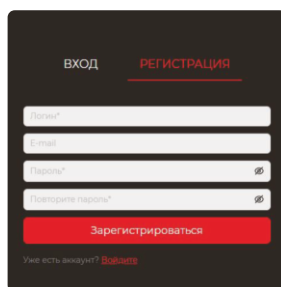 ВХОД РЕГИСТРАЦИЯ
Логин*
E-mail
Пароль*
Повторите пароль*
Зарегистрироваться
Уже есть аккаунт? Войдите